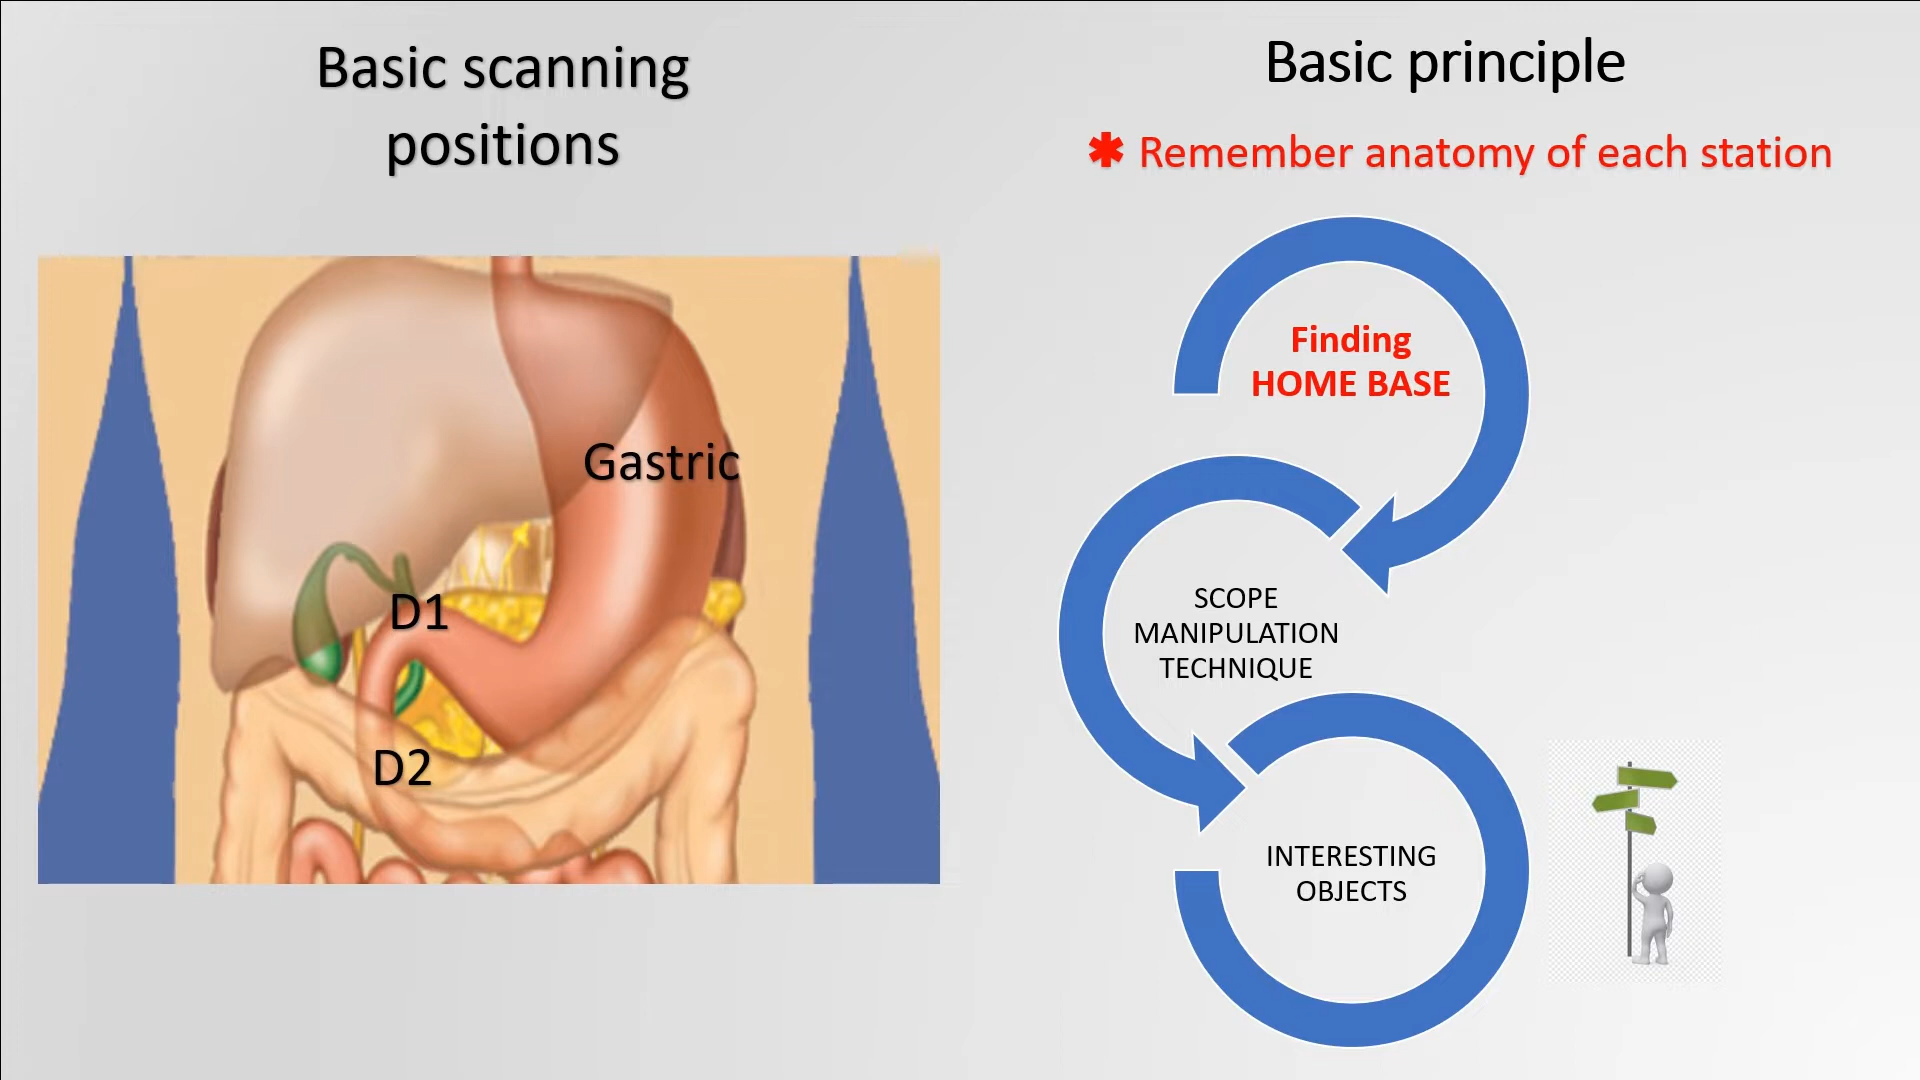 Basic scanning
positions
Gastric
D1
D2
Basic principle
✱ Remember anatomy of each station
Finding
HOME BASE
SCOPE
MANIPULATION
TECHNIQUE
INTERESTING
OBJECTS